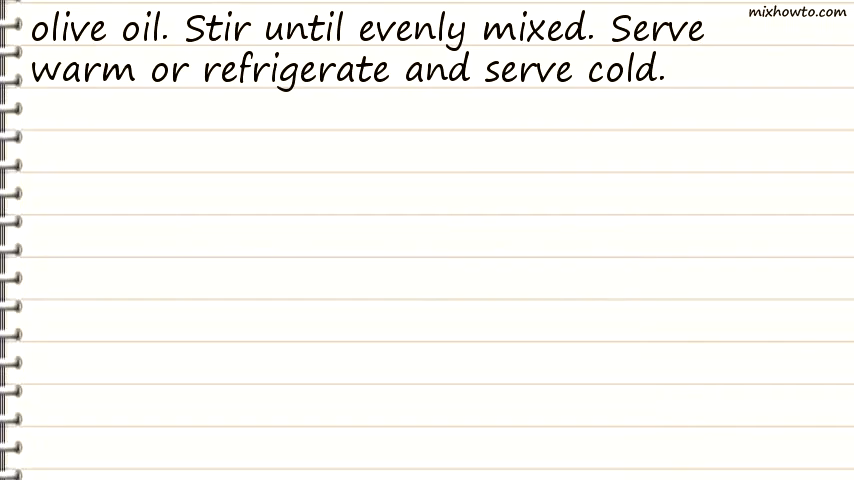 mixhowto.com
olive oil. Stir until evenly mixed. Serve
warm or refrigerate and serve cold.